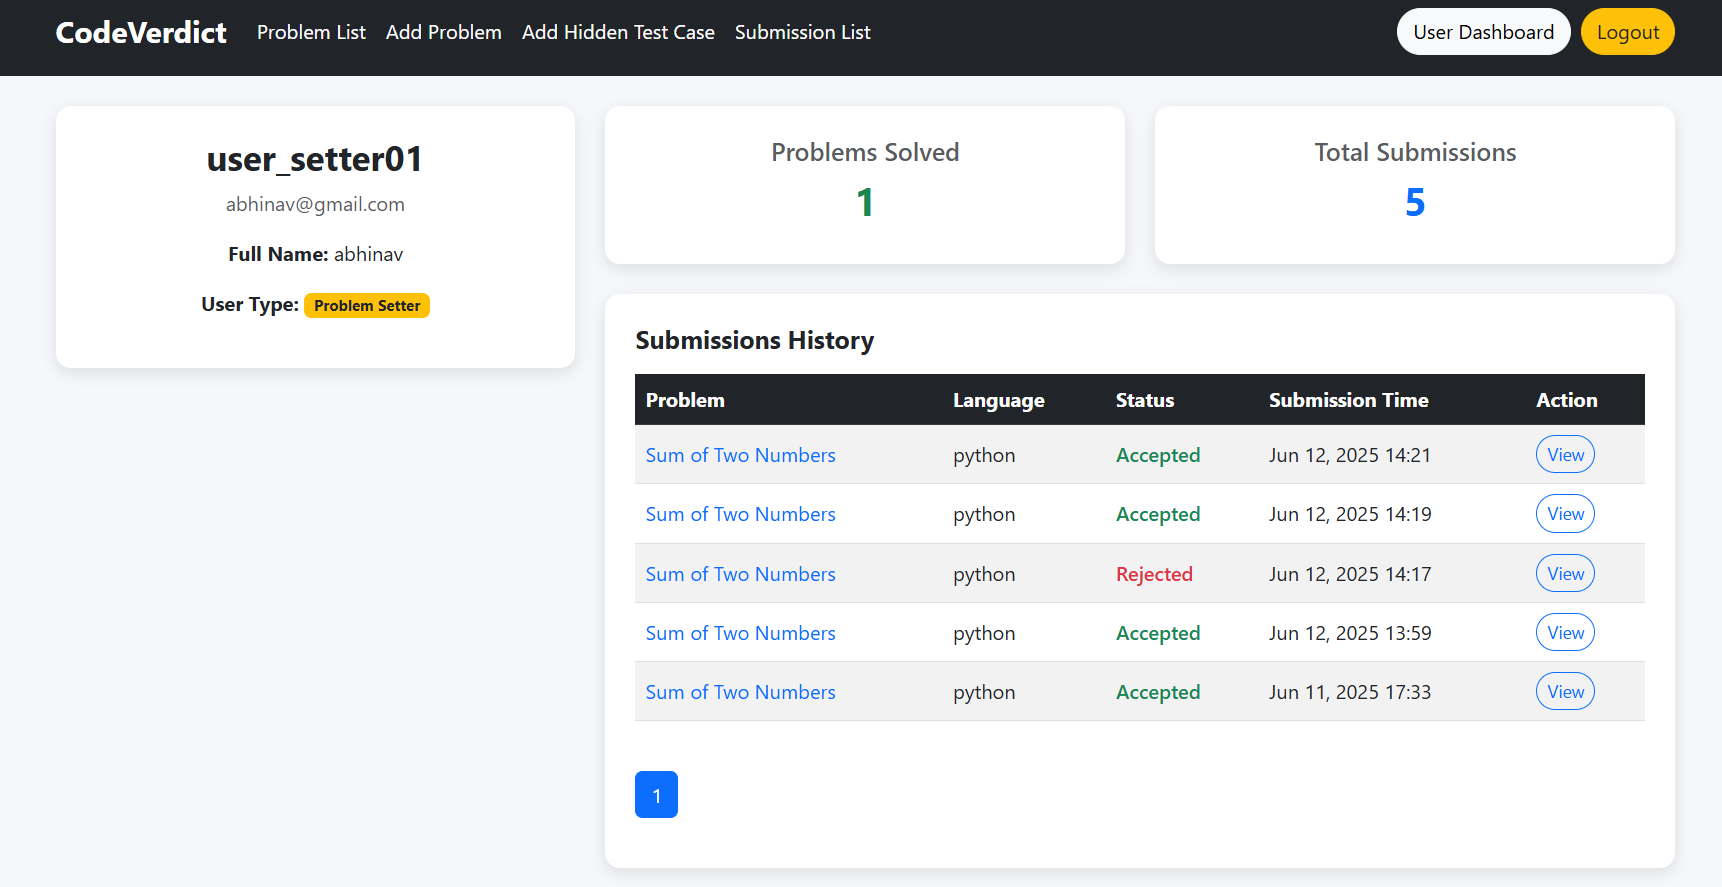 CodeVerdict Problem List Add Problem Add Hidden Test Case Submission List User Dashboard Logout
user_setter01
abhinav@gmail.com
Full Name: abhinav
User Type: Problem Setter
Problems Solved
1
Total Submissions
5
Submissions History
Problem Language Status Submission Time Action
Sum of Two Numbers python Accepted Jun 12, 2025 14:21 View
Sum of Two Numbers python Accepted Jun 12, 2025 14:19 View
Sum of Two Numbers python Rejected Jun 12, 2025 14:17 View
Sum of Two Numbers python Accepted Jun 12, 2025 13:59 View
Sum of Two Numbers python Accepted Jun 11, 2025 17:33 View
1